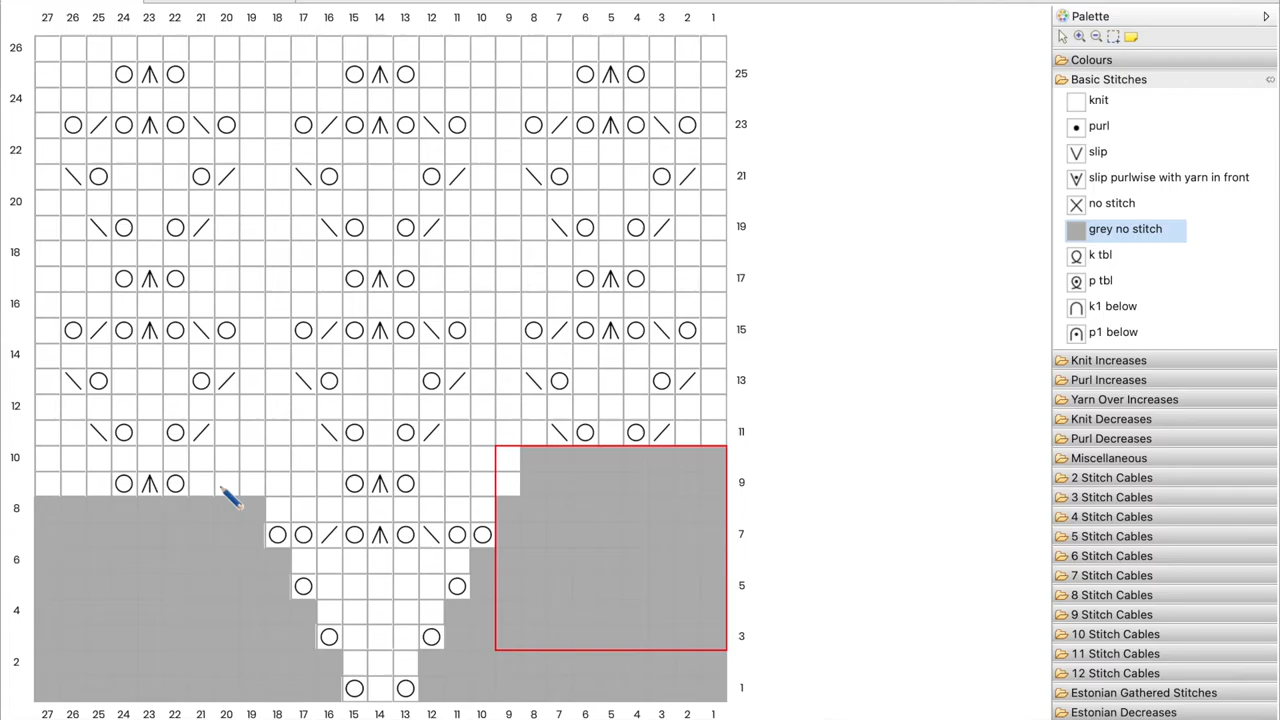 27 26 25 24 23 22 21 20 19 18 17 16 15 14 13 12 11 10 9 8 7 6 5 4 3 2 1
26
25
24
23
22
21
20
19
18
17
16
15
14
13
12
11
10
9
8
7
6
5
4
3
2
1
27 26 25 24 23 22 21 20 19 18 17 16 15 14 13 12 11 10 9 8 7 6 5 4 3 2 1
Palette
Colours
Basic Stitches
knit
purl
slip
slip purlwise with yarn in front
no stitch
grey no stitch
k tbl
p tbl
k1 below
p1 below
Knit Increases
Purl Increases
Yarn Over Increases
Knit Decreases
Purl Decreases
Miscellaneous
2 Stitch Cables
3 Stitch Cables
4 Stitch Cables
5 Stitch Cables
6 Stitch Cables
7 Stitch Cables
8 Stitch Cables
9 Stitch Cables
10 Stitch Cables
11 Stitch Cables
12 Stitch Cables
Estonian Gathered Stitches
Estonian Decreases